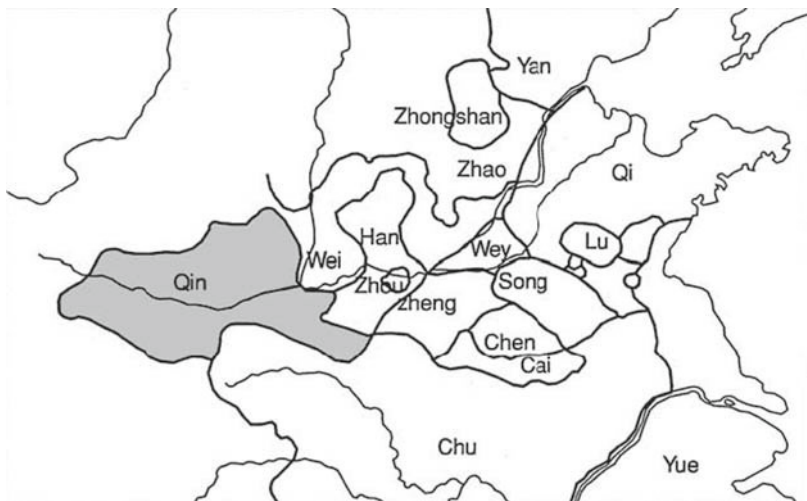 Yan
Zhongshan
Zhao
Qi
Han
Wei
Wey
Lu
Qin
Zhou
Song
Zheng
Chen
Cai
Chu
Yue